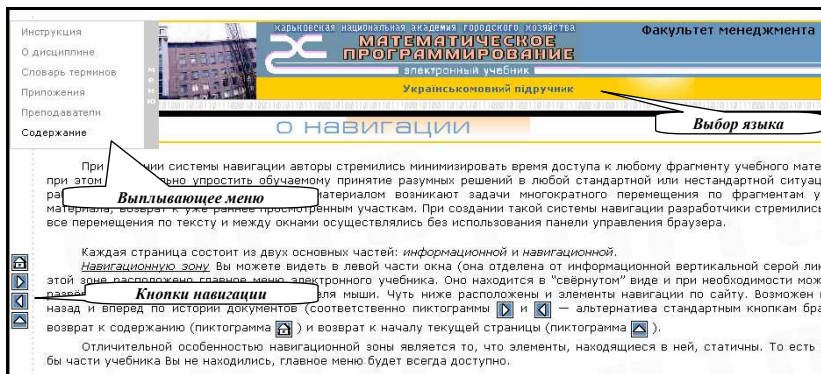 Инструкция
О дисциплине
Словарь терминов
Приложения
Преподаватели
Содержание
меню
харьковская национальная академия городского хозяйства
МАТЕМАТИЧЕСКОЕ
ПРОГРАММИРОВАНИЕ
электронный учебник
Факультет менеджмента
Українськомовний підручник
Выбор языка
о навигации
При нии системы навигации авторы стремились минимизировать время доступа к любому фрагменту учебного мате
при этом льно упростить обучаемому принятие разумных решений в любой стандартной или нестандартной ситуац
ра материалом возникают задачи многократного перемещения по фрагментам у
Выплывающее меню
материала, возврат к уже раннее просмотренным участкам. При создании такой системы навигации разработчики стремились
все перемещения по тексту и между окнами осуществлялись без использования панели управления браузера.
Каждая страница состоит из двух основных частей: информационной и навигационной.
Навигационную зону Вы можете видеть в левой части окна (она отделена от информационной вертикальной серой лин
этой зоне расположено главное меню электронного учебника. Оно находится в "свёрнутом" виде и при необходимости мож
Кнопки навигации
разв ля мыши. Чуть ниже расположены и элементы навигации по сайту. Возможен
назад и вперед по истории документов (соответственно пиктограммы и — альтернатива стандартным кнопкам бра
возврат к содержанию (пиктограмма ) и возврат к началу текущей страницы (пиктограмма ).
Отличительной особенностью навигационной зоны является то, что элементы, находящиеся в ней, статичны. То есть
бы части учебника Вы не находились, главное меню будет всегда доступно.